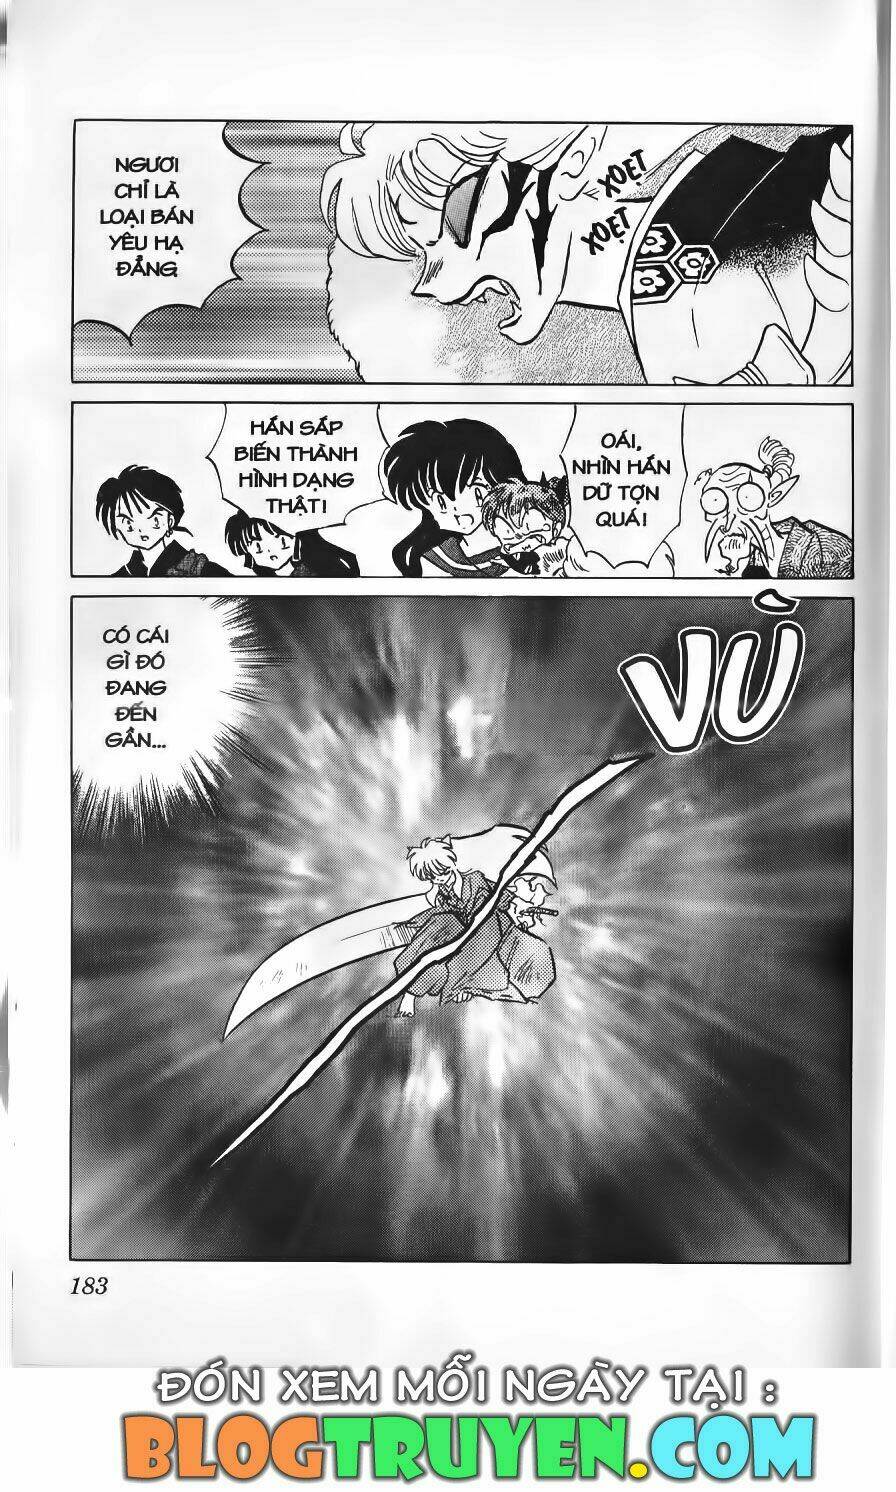 NGƯƠI
CHỈ LÀ
LOẠI BÁN
YÊU HẠ
ĐẲNG
XOẸT
XOẸT
HẮN SẮP
BIẾN THÀNH
HÌNH DẠNG
THẬT!
OÁI,
NHÌN HẮN
DỮ TỢN
QUÁ!
CÓ CÁI
GÌ ĐÓ
ĐANG
ĐẾN
GẦN...
VÙ
183
ĐÓN XEM MỖI NGÀY TẠI :
BLOGTRUYEN.COM